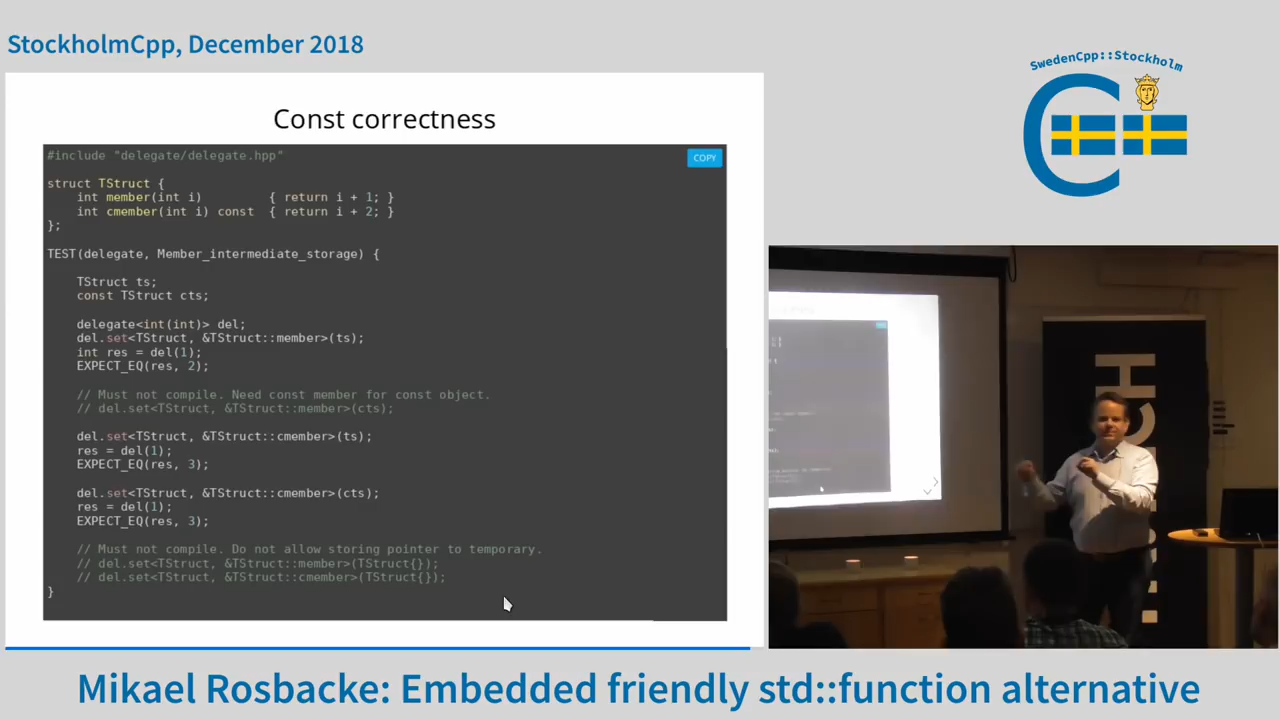 StockholmCpp, December 2018
SwedenCpp::Stockholm
Const correctness
COPY
#include "delegate/delegate.hpp"
struct TStruct {
    int member(int i)         { return i + 1; }
    int cmember(int i) const  { return i + 2; }
};
TEST(delegate, Member_intermediate_storage) {
    TStruct ts;
    const TStruct cts;
    delegate<int(int)> del;
    del.set<TStruct, &TStruct::member>(ts);
    int res = del(1);
    EXPECT_EQ(res, 2);
    // Must not compile. Need const member for const object.
    // del.set<TStruct, &TStruct::member>(cts);
    del.set<TStruct, &TStruct::cmember>(ts);
    res = del(1);
    EXPECT_EQ(res, 3);
    del.set<TStruct, &TStruct::cmember>(cts);
    res = del(1);
    EXPECT_EQ(res, 3);
    // Must not compile. Do not allow storing pointer to temporary.
    // del.set<TStruct, &TStruct::member>(TStruct{});
    // del.set<TStruct, &TStruct::cmember>(TStruct{});
}
Mikael Rosbacke: Embedded friendly std::function alternative